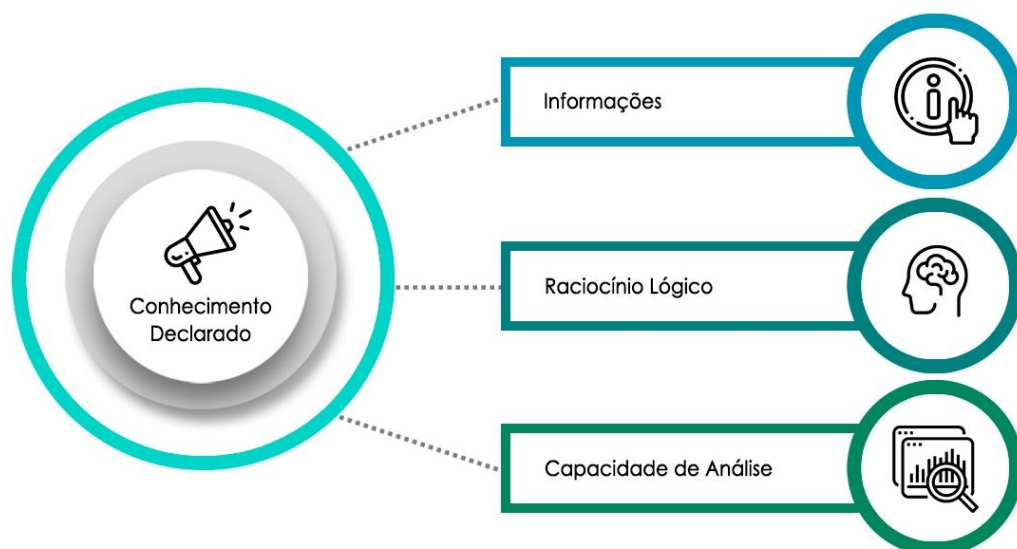 Informações
Conhecimento
Declarado
Raciocínio Lógico
Capacidade de Análise